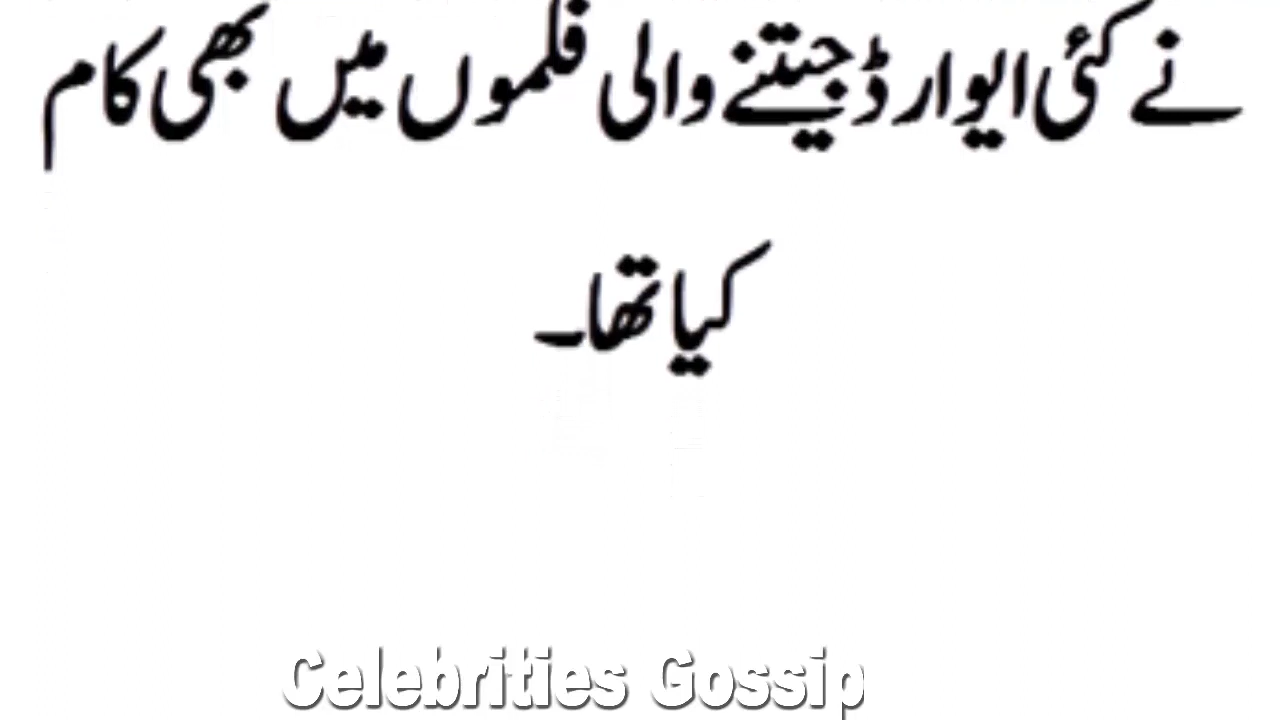 نے کئی ایوارڈ جیتنے والی فلموں میں بھی کام
کیا تھا۔
Celebrities Gossip